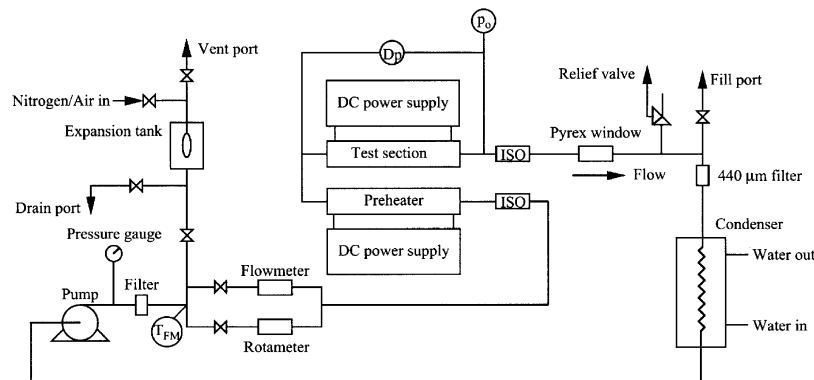 Vent port
Nitrogen/Air in
Expansion tank
Drain port
Pressure gauge
Filter
Pump
TFM
Flowmeter
Rotameter
po
Dp
DC power supply
Test section
ISO
Preheater
ISO
DC power supply
Relief valve
Fill port
Pyrex window
Flow
440 μm filter
Condenser
Water out
Water in